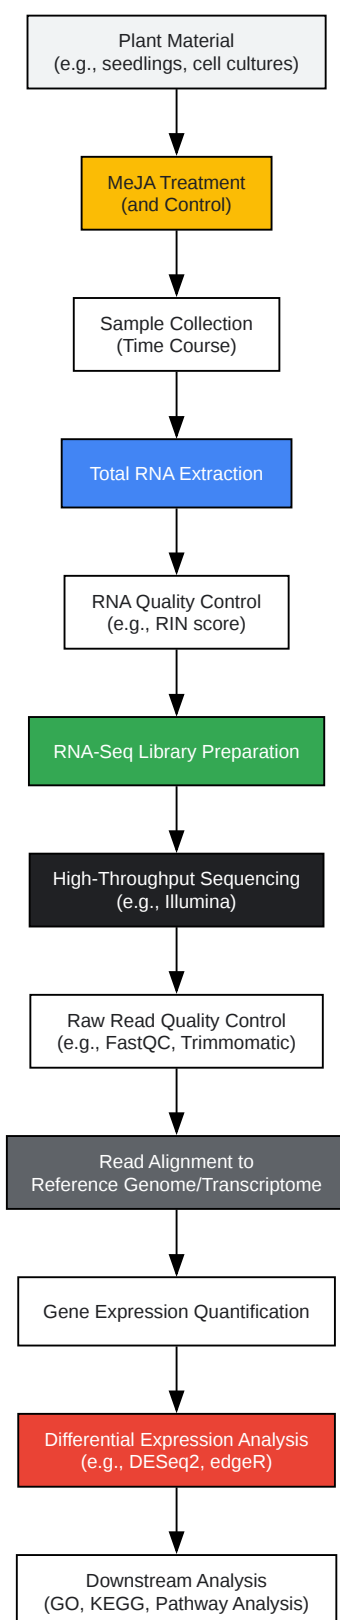 Plant Material
(e.g., seedlings, cell cultures)
MeJA Treatment
(and Control)
Sample Collection
(Time Course)
Total RNA Extraction
RNA Quality Control
(e.g., RIN score)
RNA-Seq Library Preparation
High-Throughput Sequencing
(e.g., Illumina)
Raw Read Quality Control
(e.g., FastQC, Trimmomatic)
Read Alignment to
Reference Genome/Transcriptome
Gene Expression Quantification
Differential Expression Analysis
(e.g., DESeq2, edgeR)
Downstream Analysis
(GO, KEGG, Pathway Analysis)